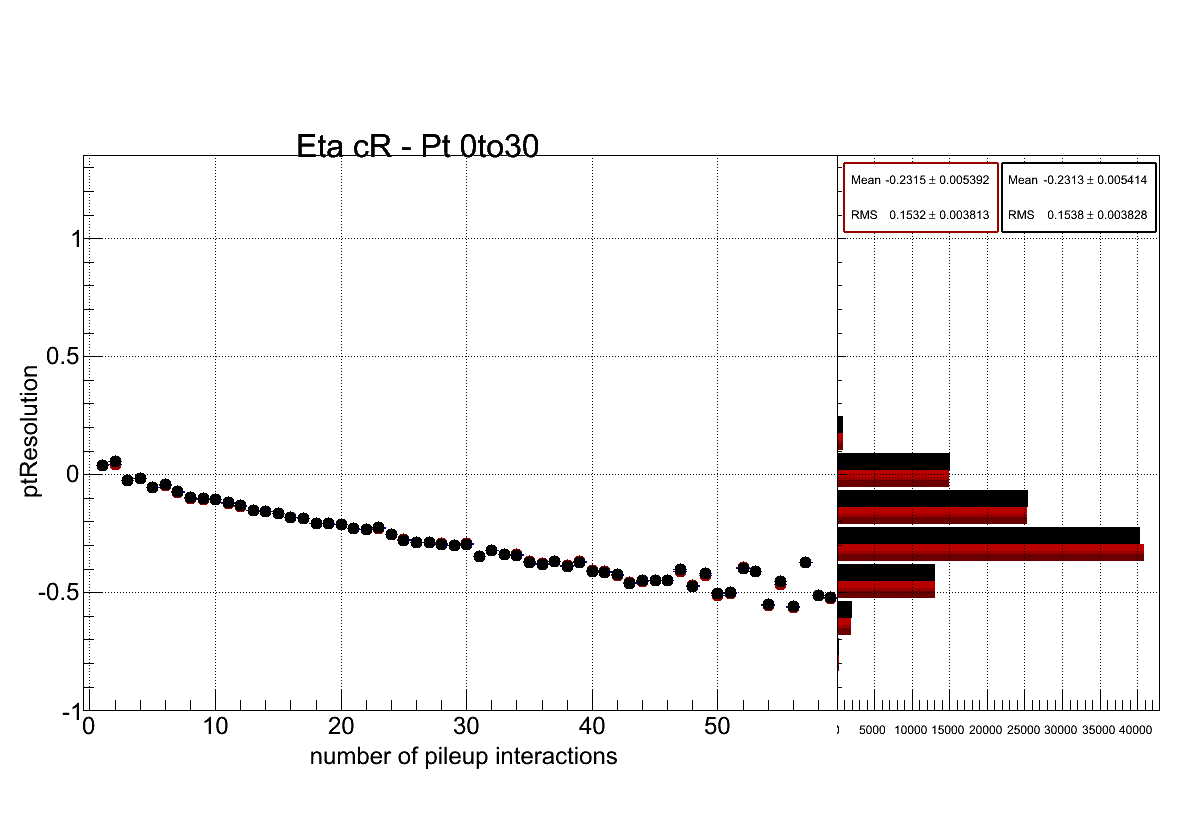 Eta cR - Pt 0to30
Mean -0.2315 ± 0.005392
RMS 0.1532 ± 0.003813
Mean -0.2313 ± 0.005414
RMS 0.1538 ± 0.003828
ptResolution
1
0.5
0
-0.5
-1
0 10 20 30 40 50
number of pileup interactions
5000 10000 15000 20000 25000 30000 35000 40000